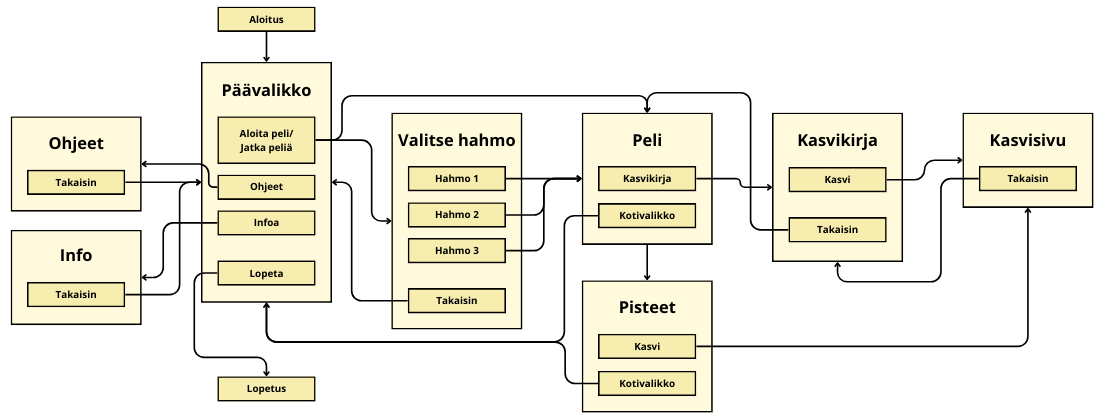 Aloitus
Päävalikko
Aloita peli/
Jatka peliä
Ohjeet
Infoa
Lopeta
Lopetus
Ohjeet
Takaisin
Info
Takaisin
Valitse hahmo
Hahmo 1
Hahmo 2
Hahmo 3
Takaisin
Peli
Kasvikirja
Kotivalikko
Pisteet
Kasvi
Kotivalikko
Kasvikirja
Kasvi
Takaisin
Kasvisivu
Takaisin